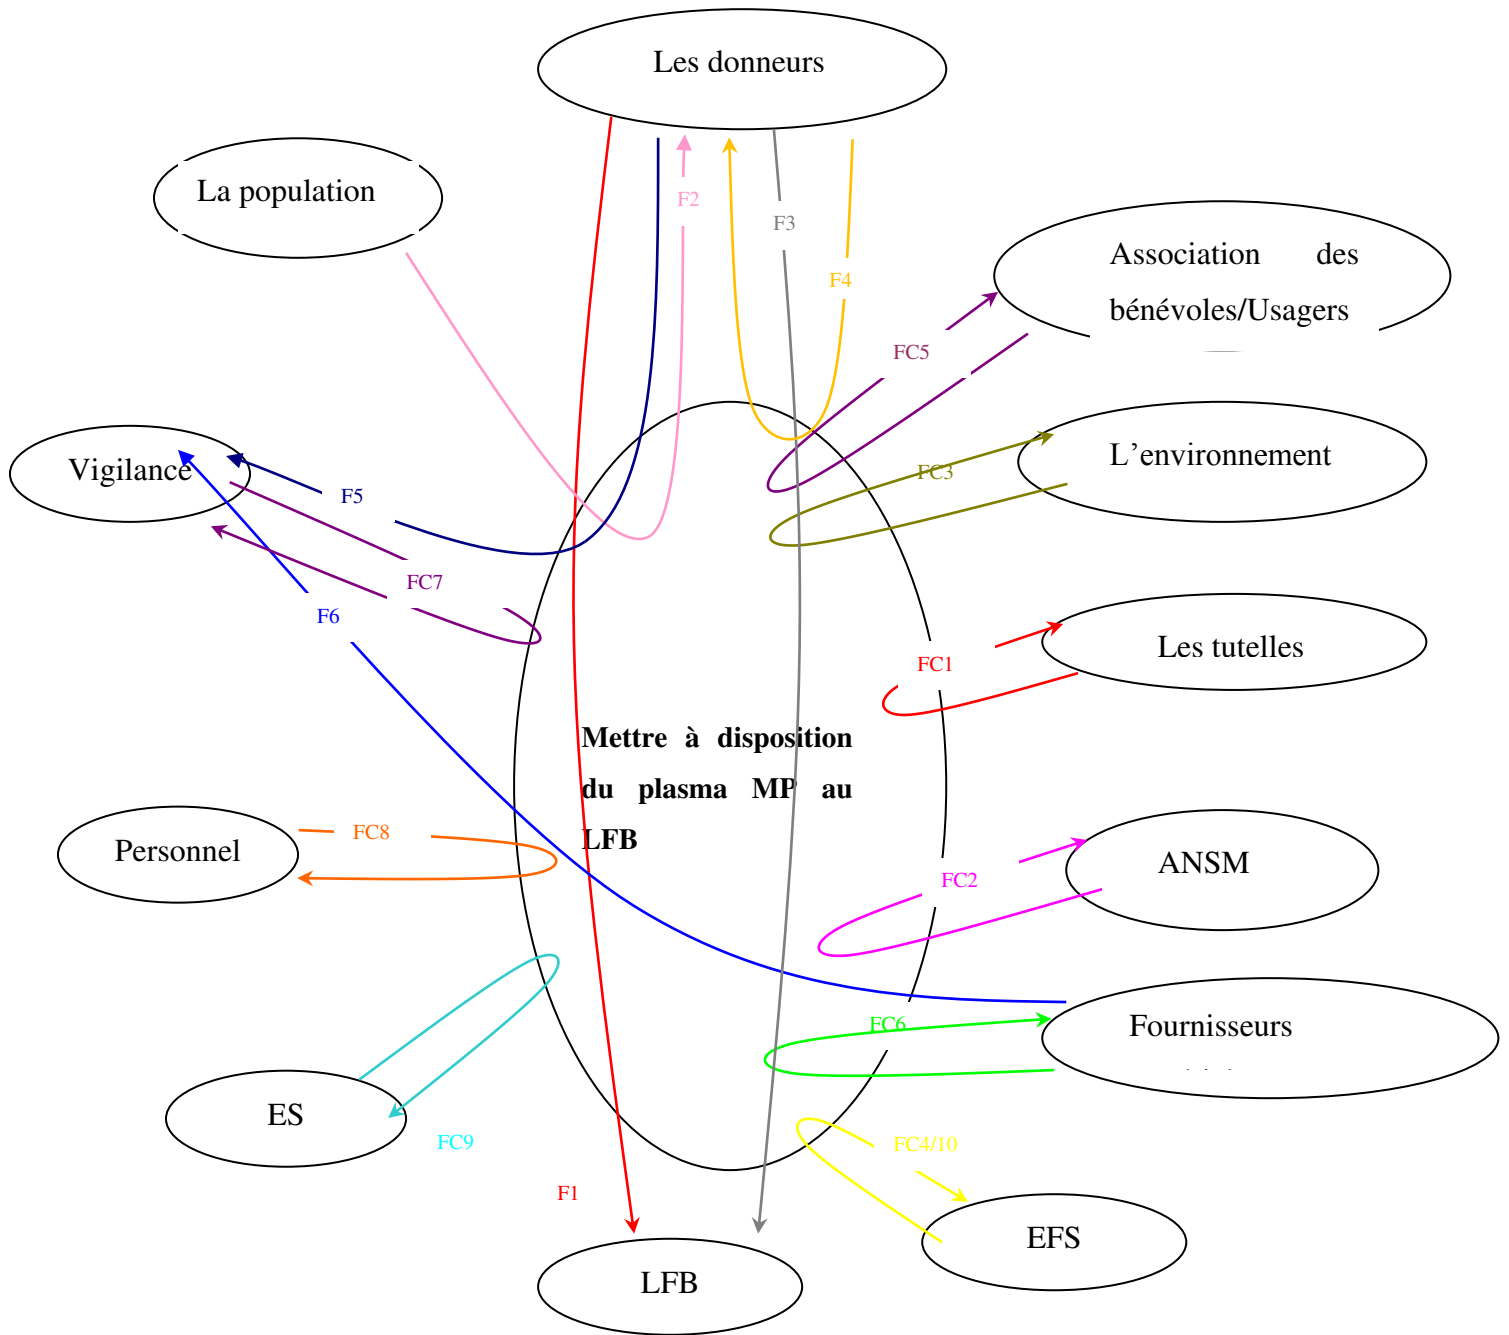 Les donneurs
La population
F2
F3
Association des
bénévoles/Usagers
F4
FC5
L’environnement
Vigilance
FC3
F5
FC7
F6
Les tutelles
FC1
Mettre à disposition
du plasma MP au
LFB
Personnel
FC8
ANSM
FC2
Fournisseurs
FC6
ES
FC9
FC4/10
F1
EFS
LFB